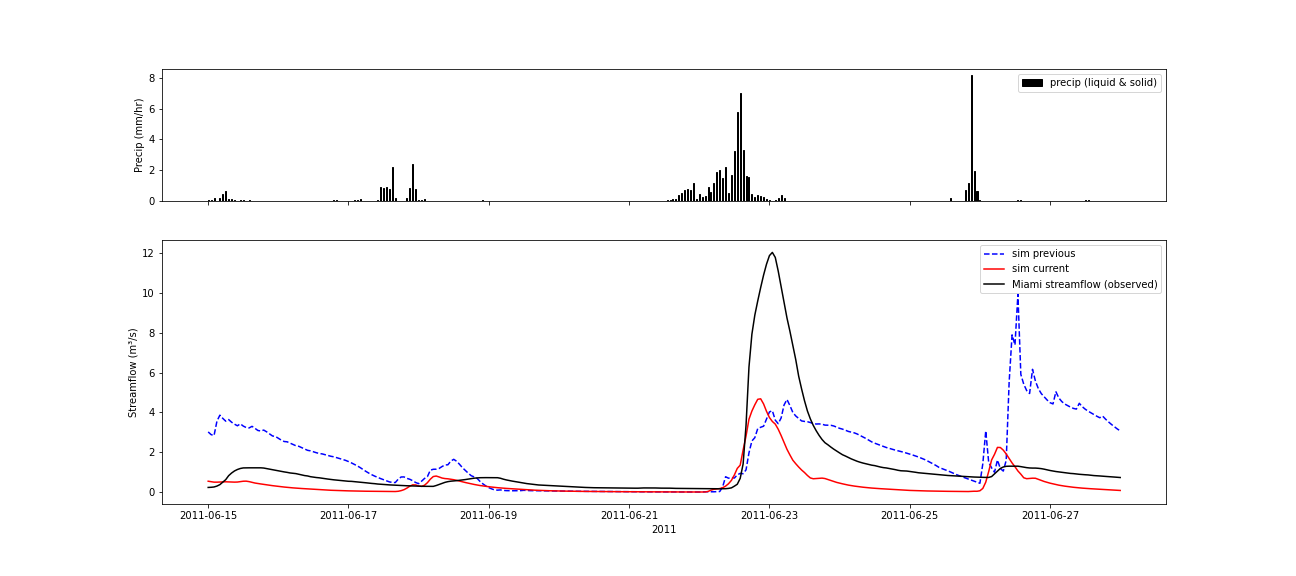 precip (liquid & solid)
Precip (mm/hr)
8
6
4
2
0
sim previous
sim current
Miami streamflow (observed)
Streamflow (m³/s)
12
10
8
6
4
2
0
2011-06-15 2011-06-17 2011-06-19 2011-06-21 2011-06-23 2011-06-25 2011-06-27
2011